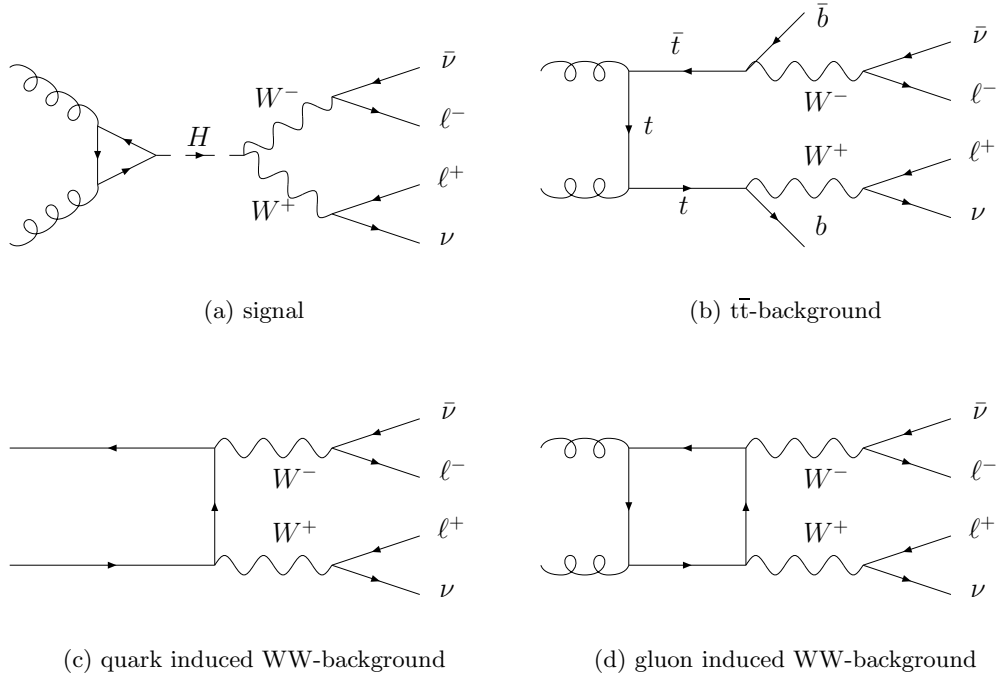 H
W⁻
W⁺
ν̄
ℓ⁻
ℓ⁺
ν
(a) signal
t̄
b̄
t
t
b
W⁻
W⁺
ν̄
ℓ⁻
ℓ⁺
ν
(b) tt̄-background
W⁻
W⁺
ν̄
ℓ⁻
ℓ⁺
ν
(c) quark induced WW-background
W⁻
W⁺
ν̄
ℓ⁻
ℓ⁺
ν
(d) gluon induced WW-background